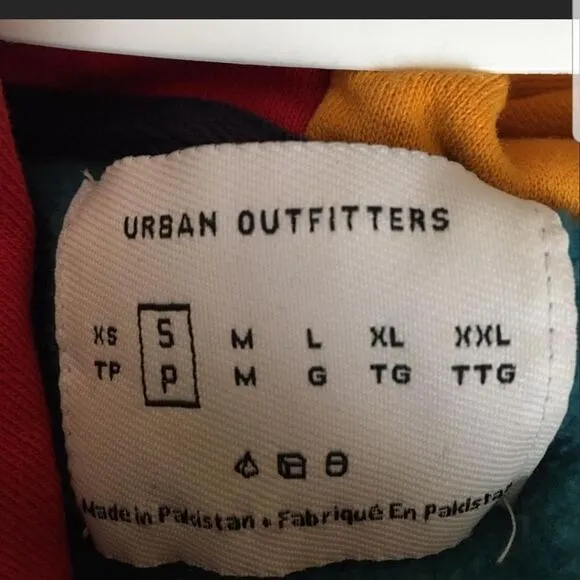 URBAN OUTFITTERS
XS S M L XL XXL
TP P M G TG TTG
Made in Pakistan • Fabriqué En Pakistan